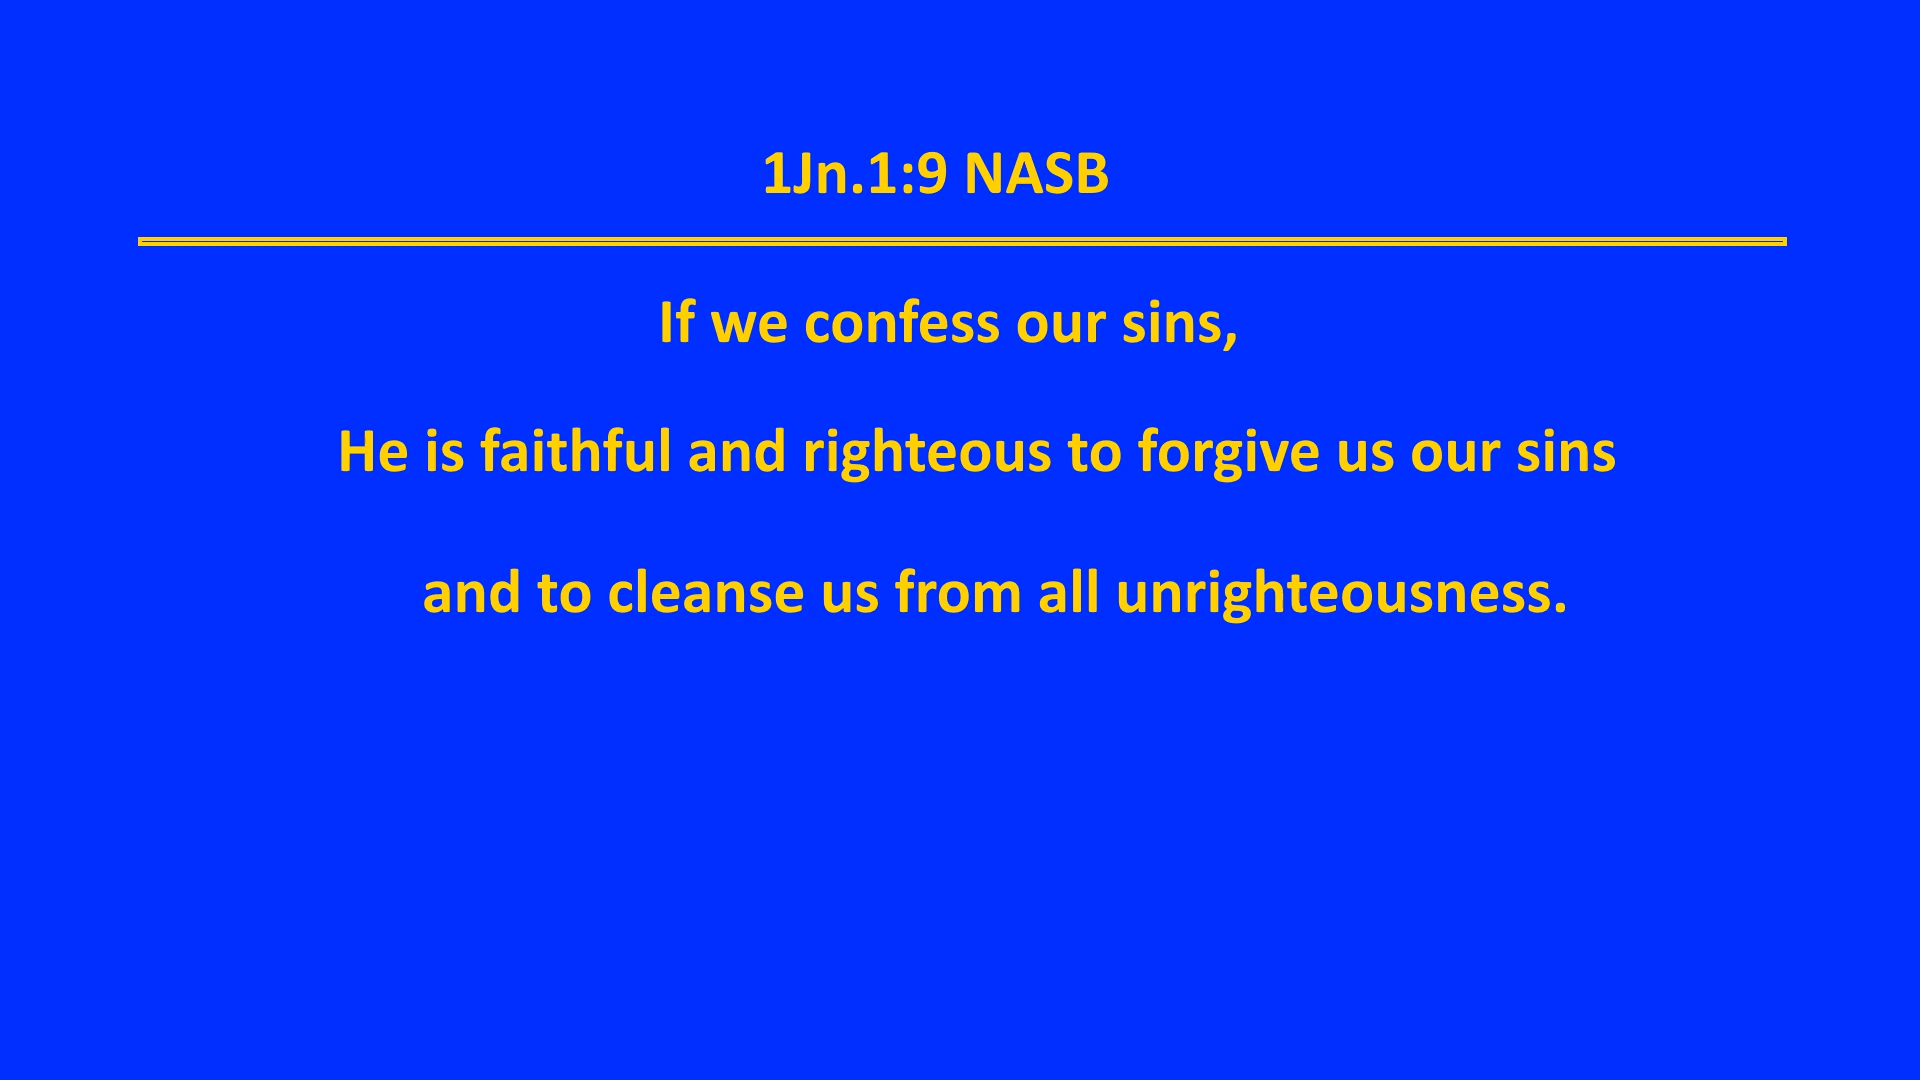 1Jn.1:9 NASB
If we confess our sins,
He is faithful and righteous to forgive us our sins
and to cleanse us from all unrighteousness.